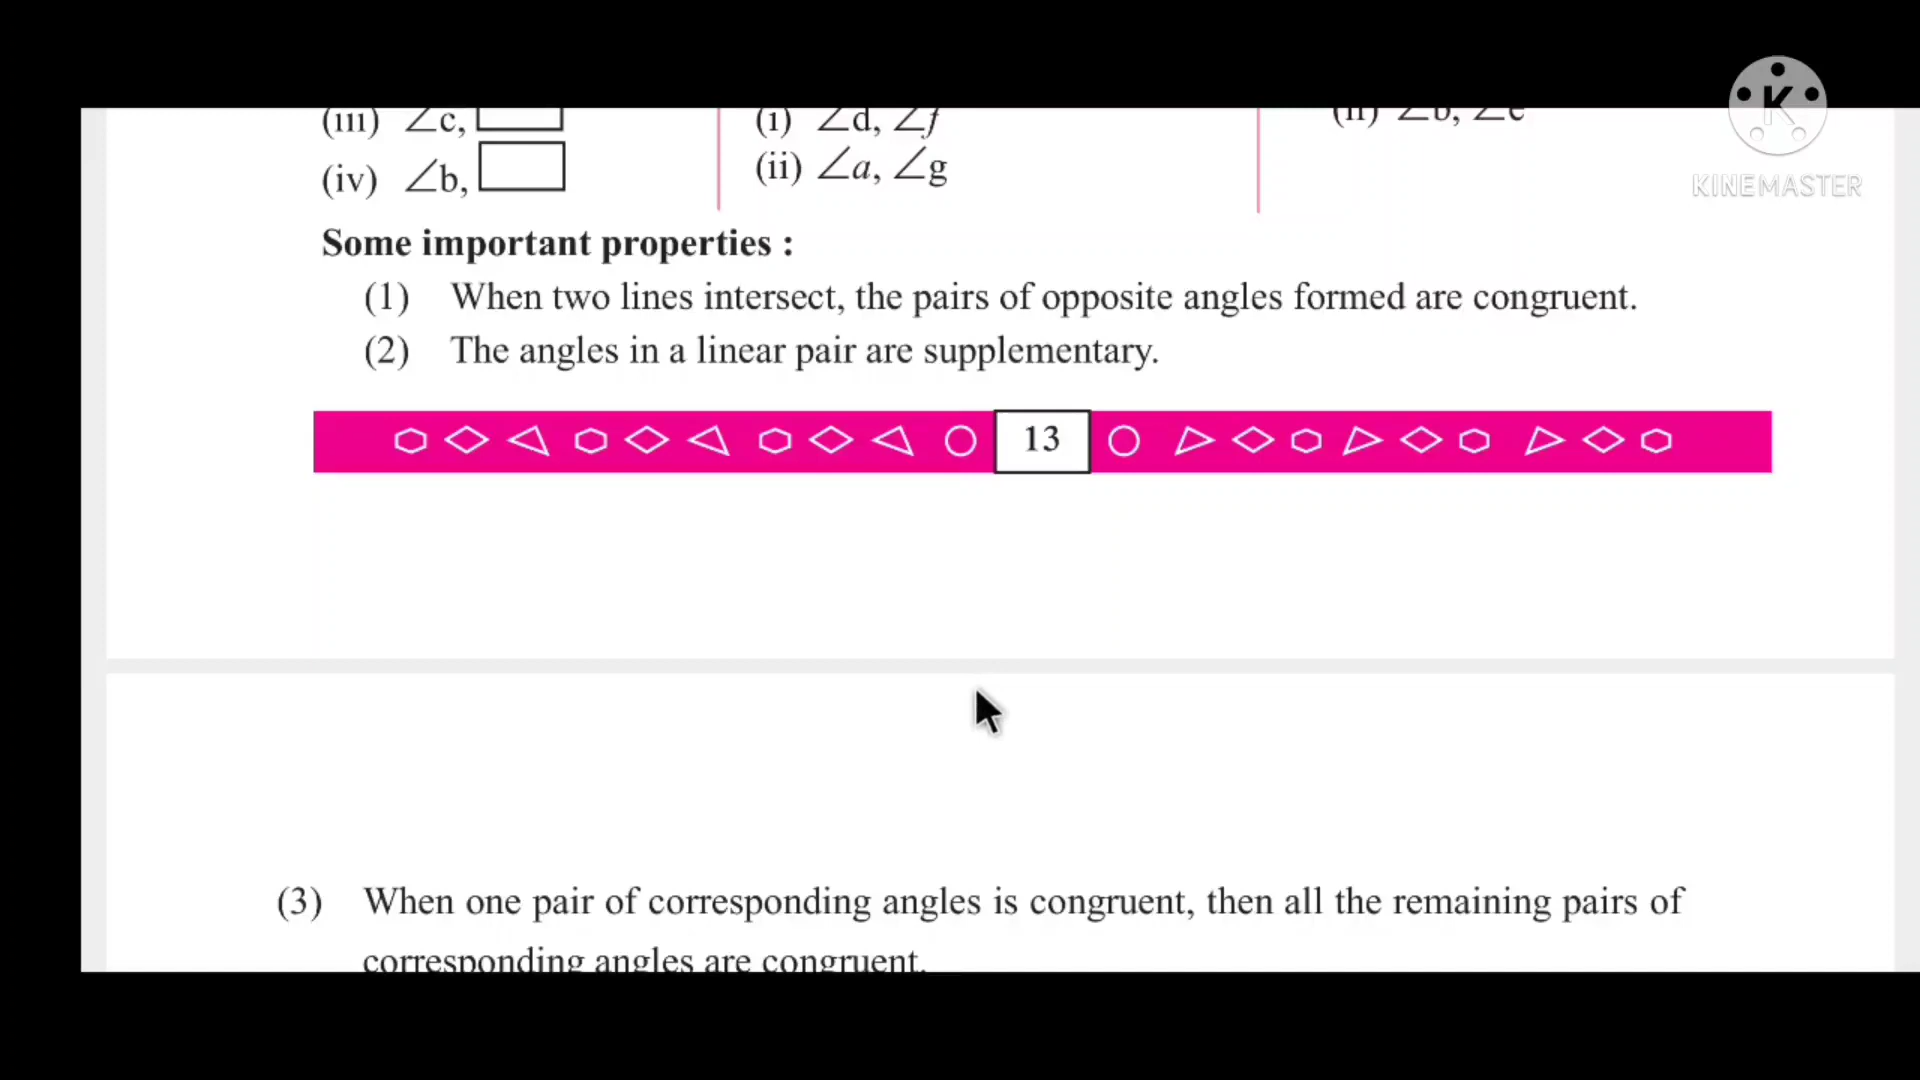 (iii) ∠c,
(iv) ∠b,
(i) ∠d, ∠f
(ii) ∠a, ∠g
(ii) ∠b, ∠e
K
KINEMASTER
Some important properties :
(1) When two lines intersect, the pairs of opposite angles formed are congruent.
(2) The angles in a linear pair are supplementary.
13
(3) When one pair of corresponding angles is congruent, then all the remaining pairs of
corresponding angles are congruent.